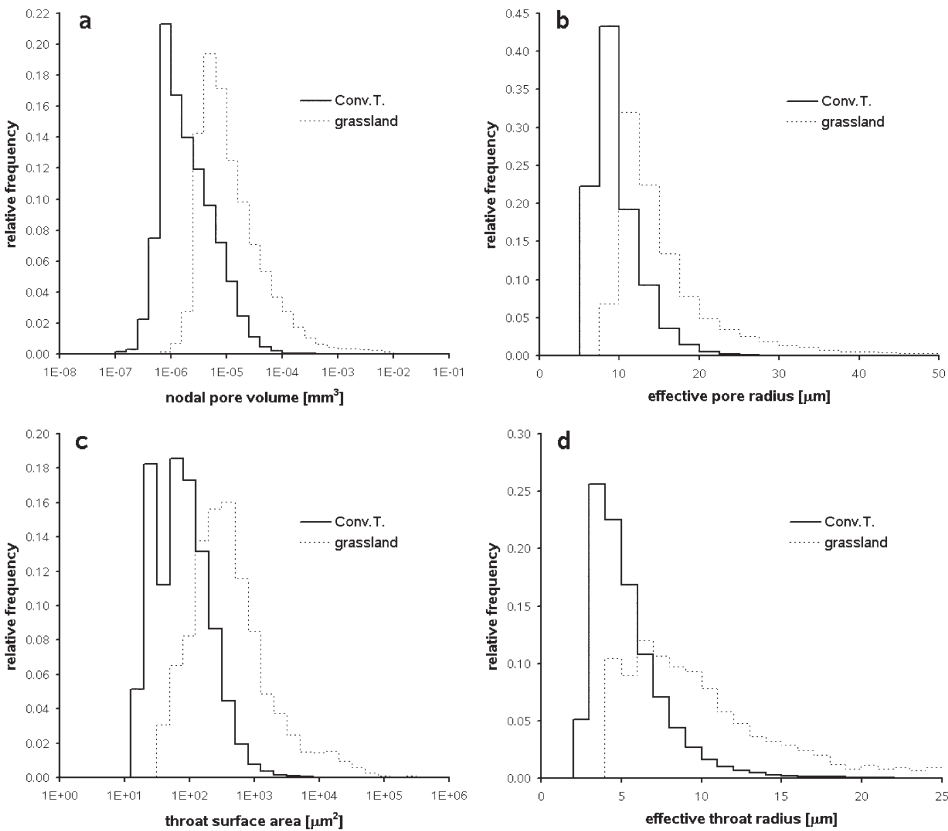 a
0.22
0.20
0.18
0.16
0.14
0.12
0.10
0.08
0.06
0.04
0.02
0.00
relative frequency
Conv.T.
grassland
1E-08 1E-07 1E-06 1E-05 1E-04 1E-03 1E-02 1E-01
nodal pore volume [mm³]
b
0.45
0.40
0.35
0.30
0.25
0.20
0.15
0.10
0.05
0.00
relative frequency
Conv.T.
grassland
0 10 20 30 40 50
effective pore radius [µm]
c
0.20
0.18
0.16
0.14
0.12
0.10
0.08
0.06
0.04
0.02
0.00
relative frequency
Conv.T.
grassland
1E+00 1E+01 1E+02 1E+03 1E+04 1E+05 1E+06
throat surface area [µm²]
d
0.30
0.25
0.20
0.15
0.10
0.05
0.00
relative frequency
Conv.T.
grassland
0 5 10 15 20 25
effective throat radius [µm]